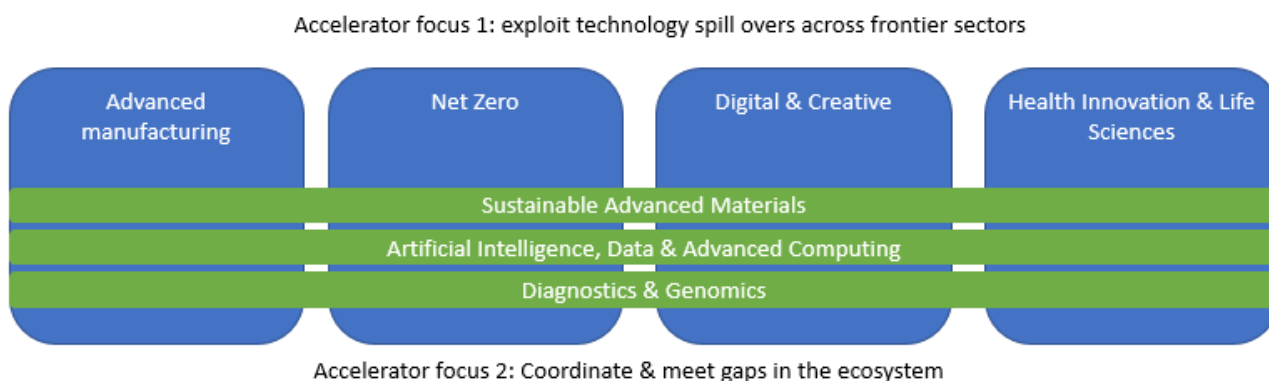 Accelerator focus 1: exploit technology spill overs across frontier sectors
Advanced
manufacturing
Net Zero
Digital & Creative
Health Innovation & Life
Sciences
Sustainable Advanced Materials
Artificial Intelligence, Data & Advanced Computing
Diagnostics & Genomics
Accelerator focus 2: Coordinate & meet gaps in the ecosystem